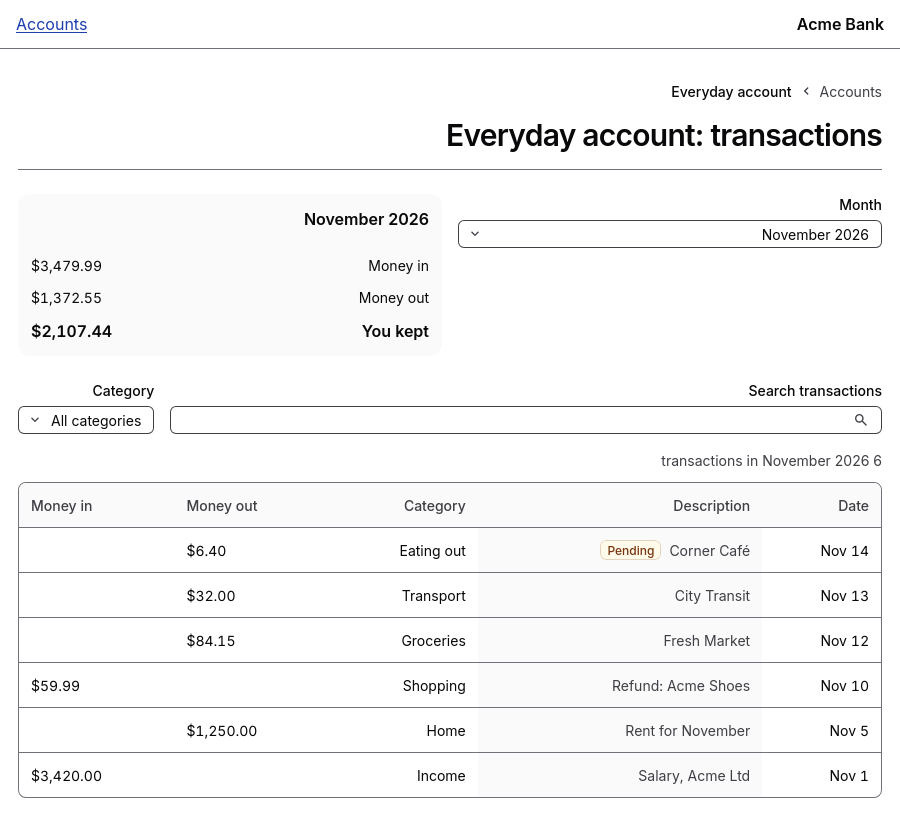 Acme Bank Accounts
Accounts Everyday account
Everyday account: transactions
Month
November 2026
November 2026
Money in $3,479.99
Money out $1,372.55
You kept $2,107.44
Search transactions
Category
All categories
transactions in November 2026 6
Date Description Category Money out Money in
Nov 14 Corner Café Pending Eating out $6.40
Nov 13 City Transit Transport $32.00
Nov 12 Fresh Market Groceries $84.15
Nov 10 Refund: Acme Shoes Shopping $59.99
Nov 5 Rent for November Home $1,250.00
Nov 1 Salary, Acme Ltd Income $3,420.00